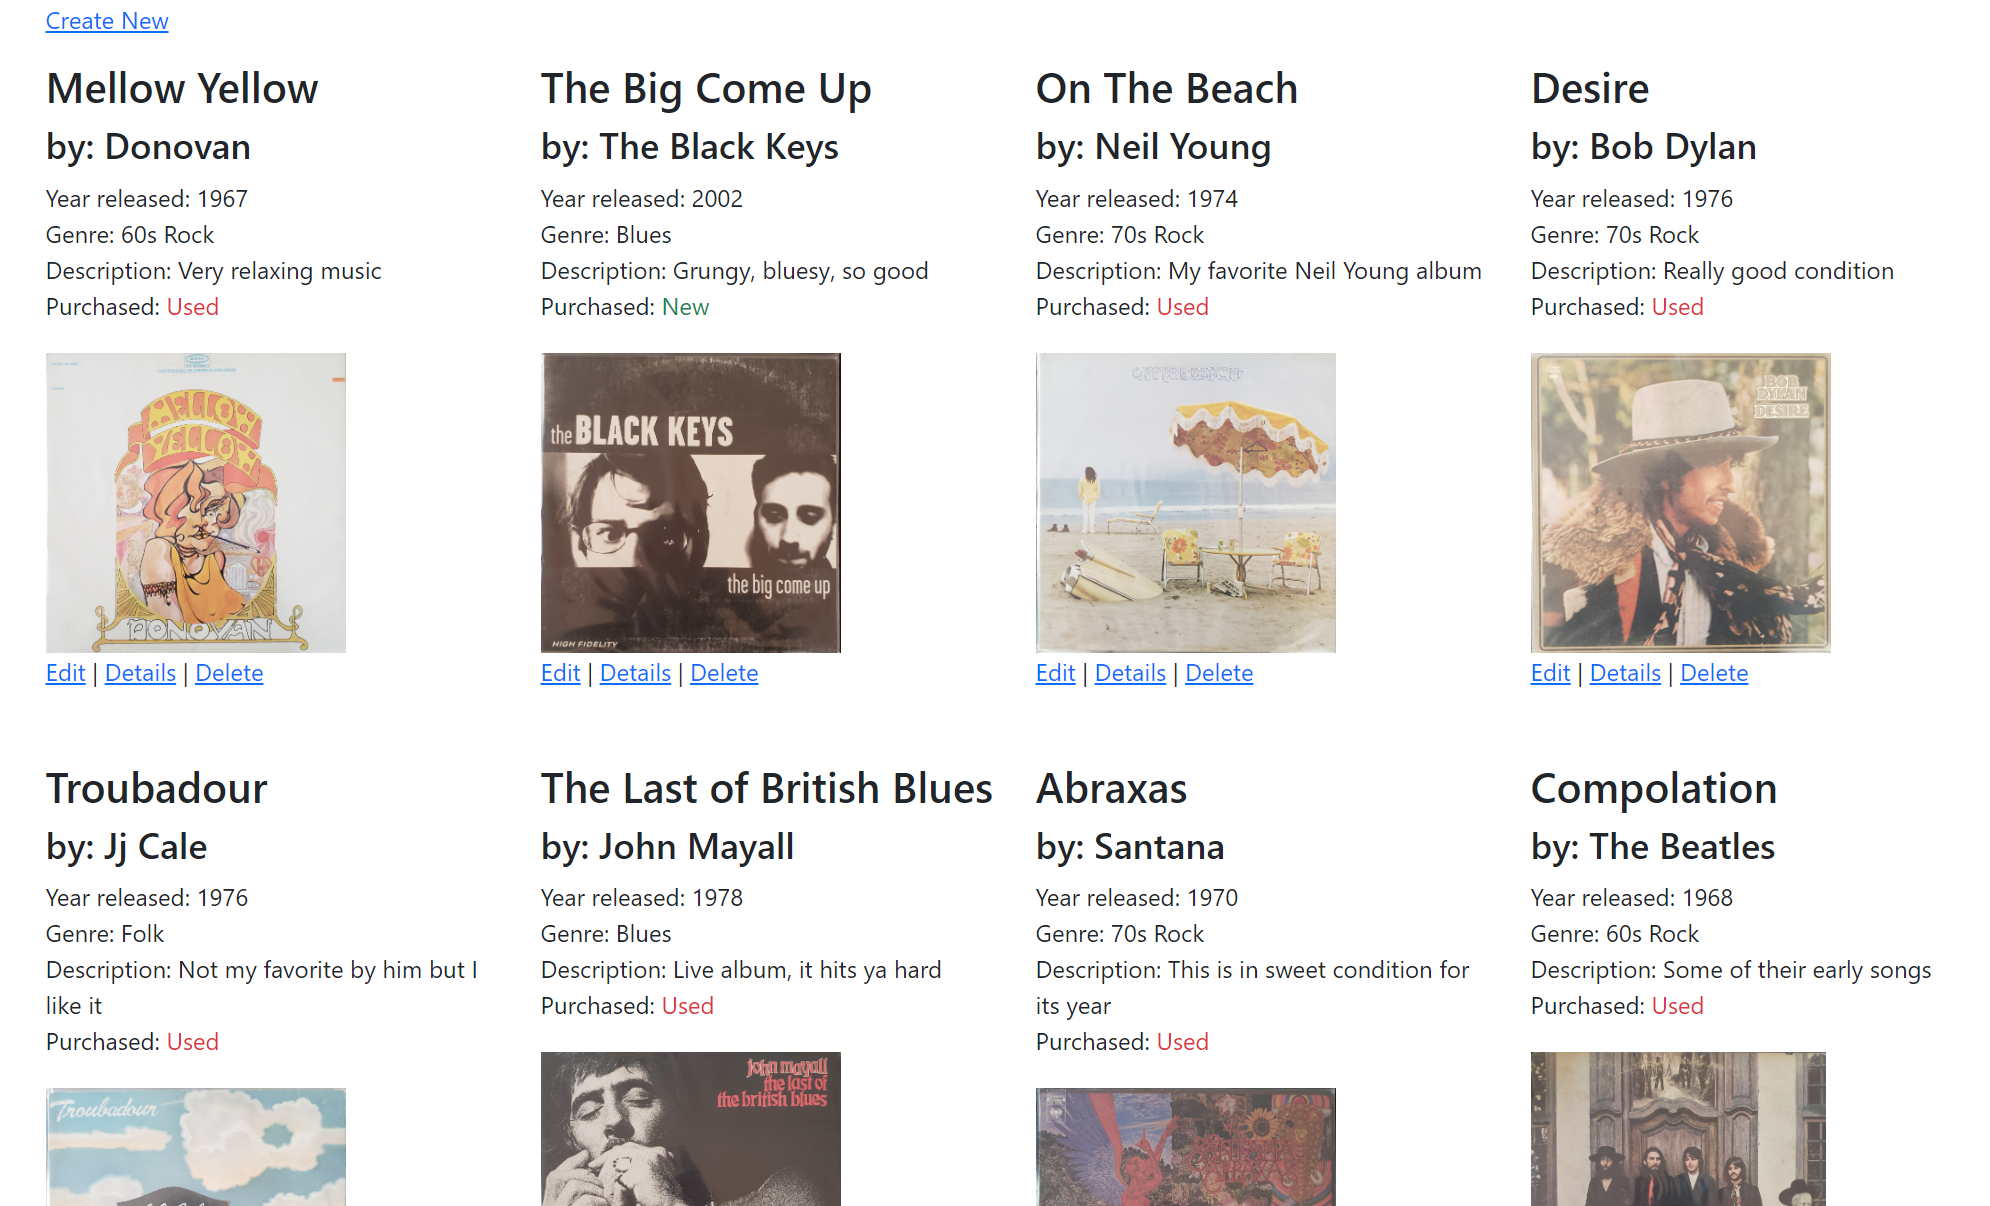 Create New
Mellow Yellow
by: Donovan
Year released: 1967
Genre: 60s Rock
Description: Very relaxing music
Purchased: Used
MELLOW
YELLOW
DONOVAN
Edit | Details | Delete
The Big Come Up
by: The Black Keys
Year released: 2002
Genre: Blues
Description: Grungy, bluesy, so good
Purchased: New
the BLACK KEYS
the big come up
HIGH FIDELITY
Edit | Details | Delete
On The Beach
by: Neil Young
Year released: 1974
Genre: 70s Rock
Description: My favorite Neil Young album
Purchased: Used
Edit | Details | Delete
Desire
by: Bob Dylan
Year released: 1976
Genre: 70s Rock
Description: Really good condition
Purchased: Used
BOB
DYLAN
DESIRE
Edit | Details | Delete
Troubadour
by: Jj Cale
Year released: 1976
Genre: Folk
Description: Not my favorite by him but I
like it
Purchased: Used
Troubadour
The Last of British Blues
by: John Mayall
Year released: 1978
Genre: Blues
Description: Live album, it hits ya hard
Purchased: Used
john mayall
the last of
the british blues
Abraxas
by: Santana
Year released: 1970
Genre: 70s Rock
Description: This is in sweet condition for
its year
Purchased: Used
Compolation
by: The Beatles
Year released: 1968
Genre: 60s Rock
Description: Some of their early songs
Purchased: Used